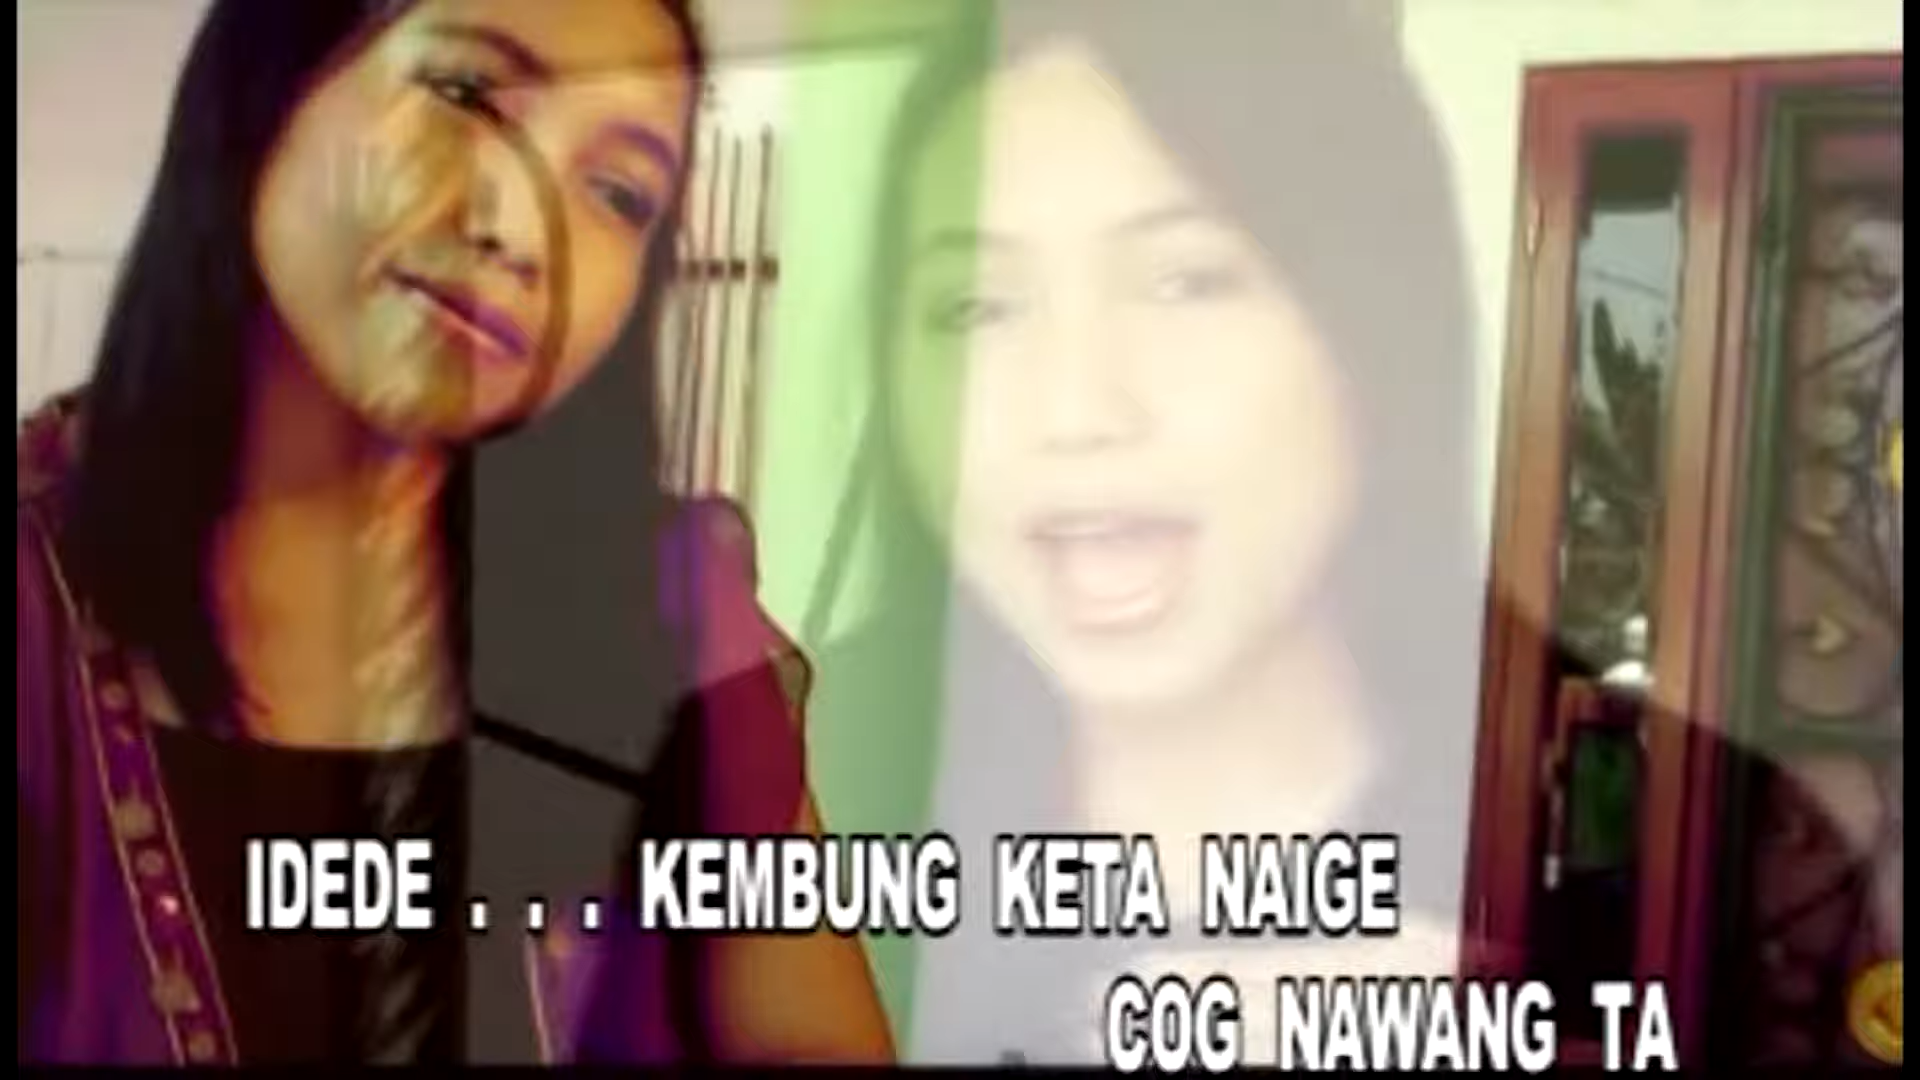 IDEDE . . . KEMBUNG KETA NAIGE
COG NAWANG TA